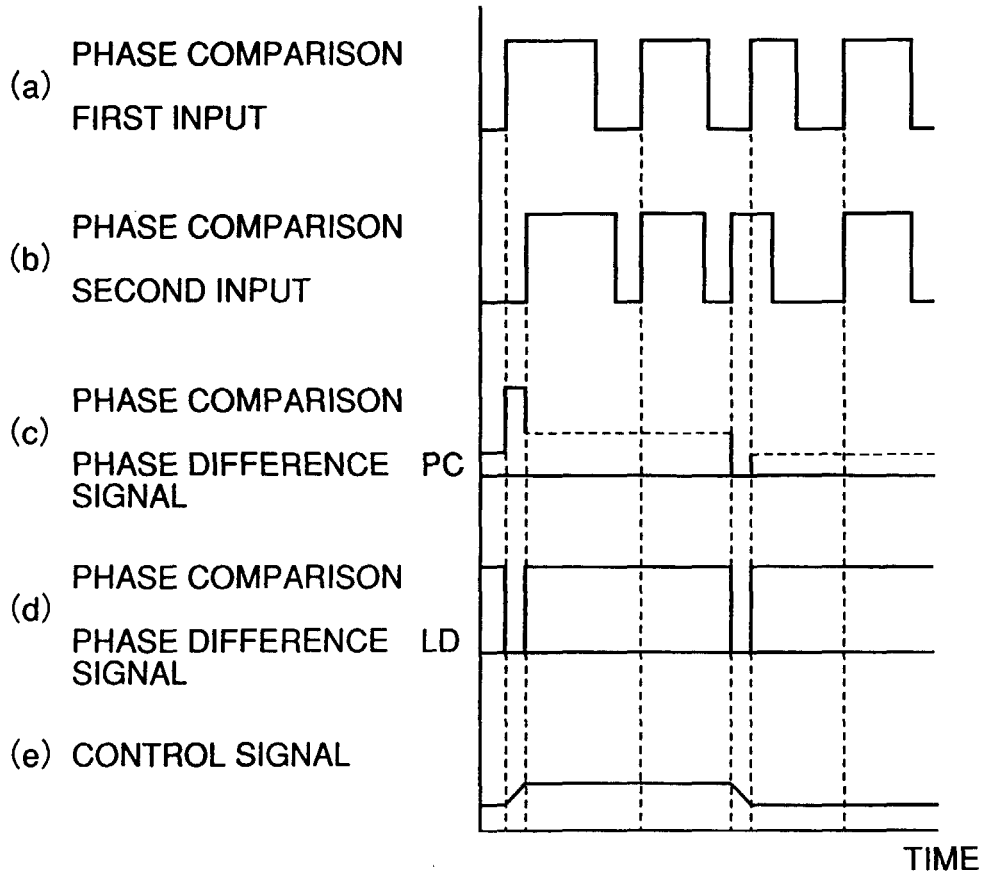 (a) PHASE COMPARISON
FIRST INPUT
(b) PHASE COMPARISON
SECOND INPUT
(c) PHASE COMPARISON
PHASE DIFFERENCE PC
SIGNAL
(d) PHASE COMPARISON
PHASE DIFFERENCE LD
SIGNAL
(e) CONTROL SIGNAL
TIME